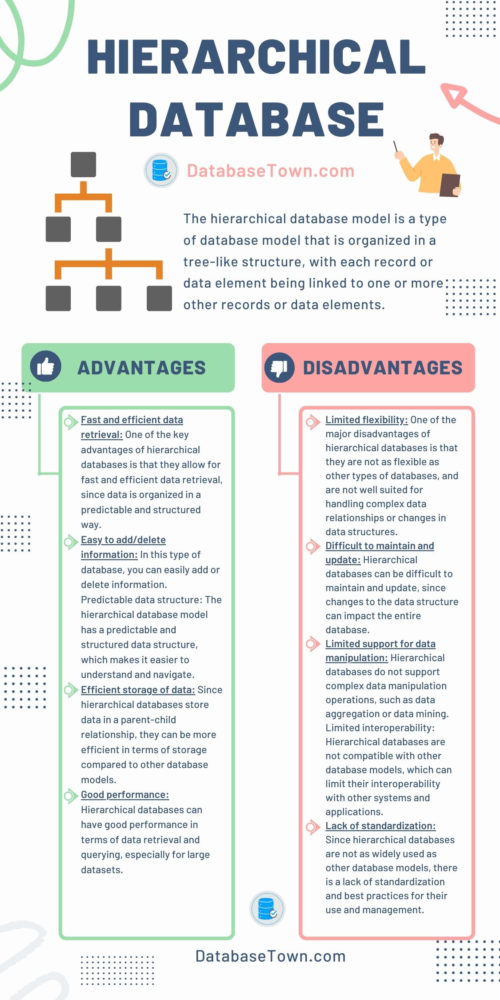 HIERARCHICAL
DATABASE
DatabaseTown.com
The hierarchical database model is a type
of database model that is organized in a
tree-like structure, with each record or
data element being linked to one or more
other records or data elements.
ADVANTAGES
Fast and efficient data
retrieval: One of the key
advantages of hierarchical
databases is that they allow for
fast and efficient data retrieval,
since data is organized in a
predictable and structured
way.
Easy to add/delete
information: In this type of
database, you can easily add or
delete information.
Predictable data structure: The
hierarchical database model
has a predictable and
structured data structure,
which makes it easier to
understand and navigate.
Efficient storage of data: Since
hierarchical databases store
data in a parent-child
relationship, they can be more
efficient in terms of storage
compared to other database
models.
Good performance:
Hierarchical databases can
have good performance in
terms of data retrieval and
querying, especially for large
datasets.
DISADVANTAGES
Limited flexibility: One of the
major disadvantages of
hierarchical databases is that
they are not as flexible as
other types of databases, and
are not well suited for
handling complex data
relationships or changes in
data structures.
Difficult to maintain and
update: Hierarchical
databases can be difficult to
maintain and update, since
changes to the data structure
can impact the entire
database.
Limited support for data
manipulation: Hierarchical
databases do not support
complex data manipulation
operations, such as data
aggregation or data mining.
Limited interoperability:
Hierarchical databases are
not compatible with other
database models, which can
limit their interoperability
with other systems and
applications.
Lack of standardization:
Since hierarchical databases
are not as widely used as
other database models, there
is a lack of standardization
and best practices for their
use and management.
DatabaseTown.com